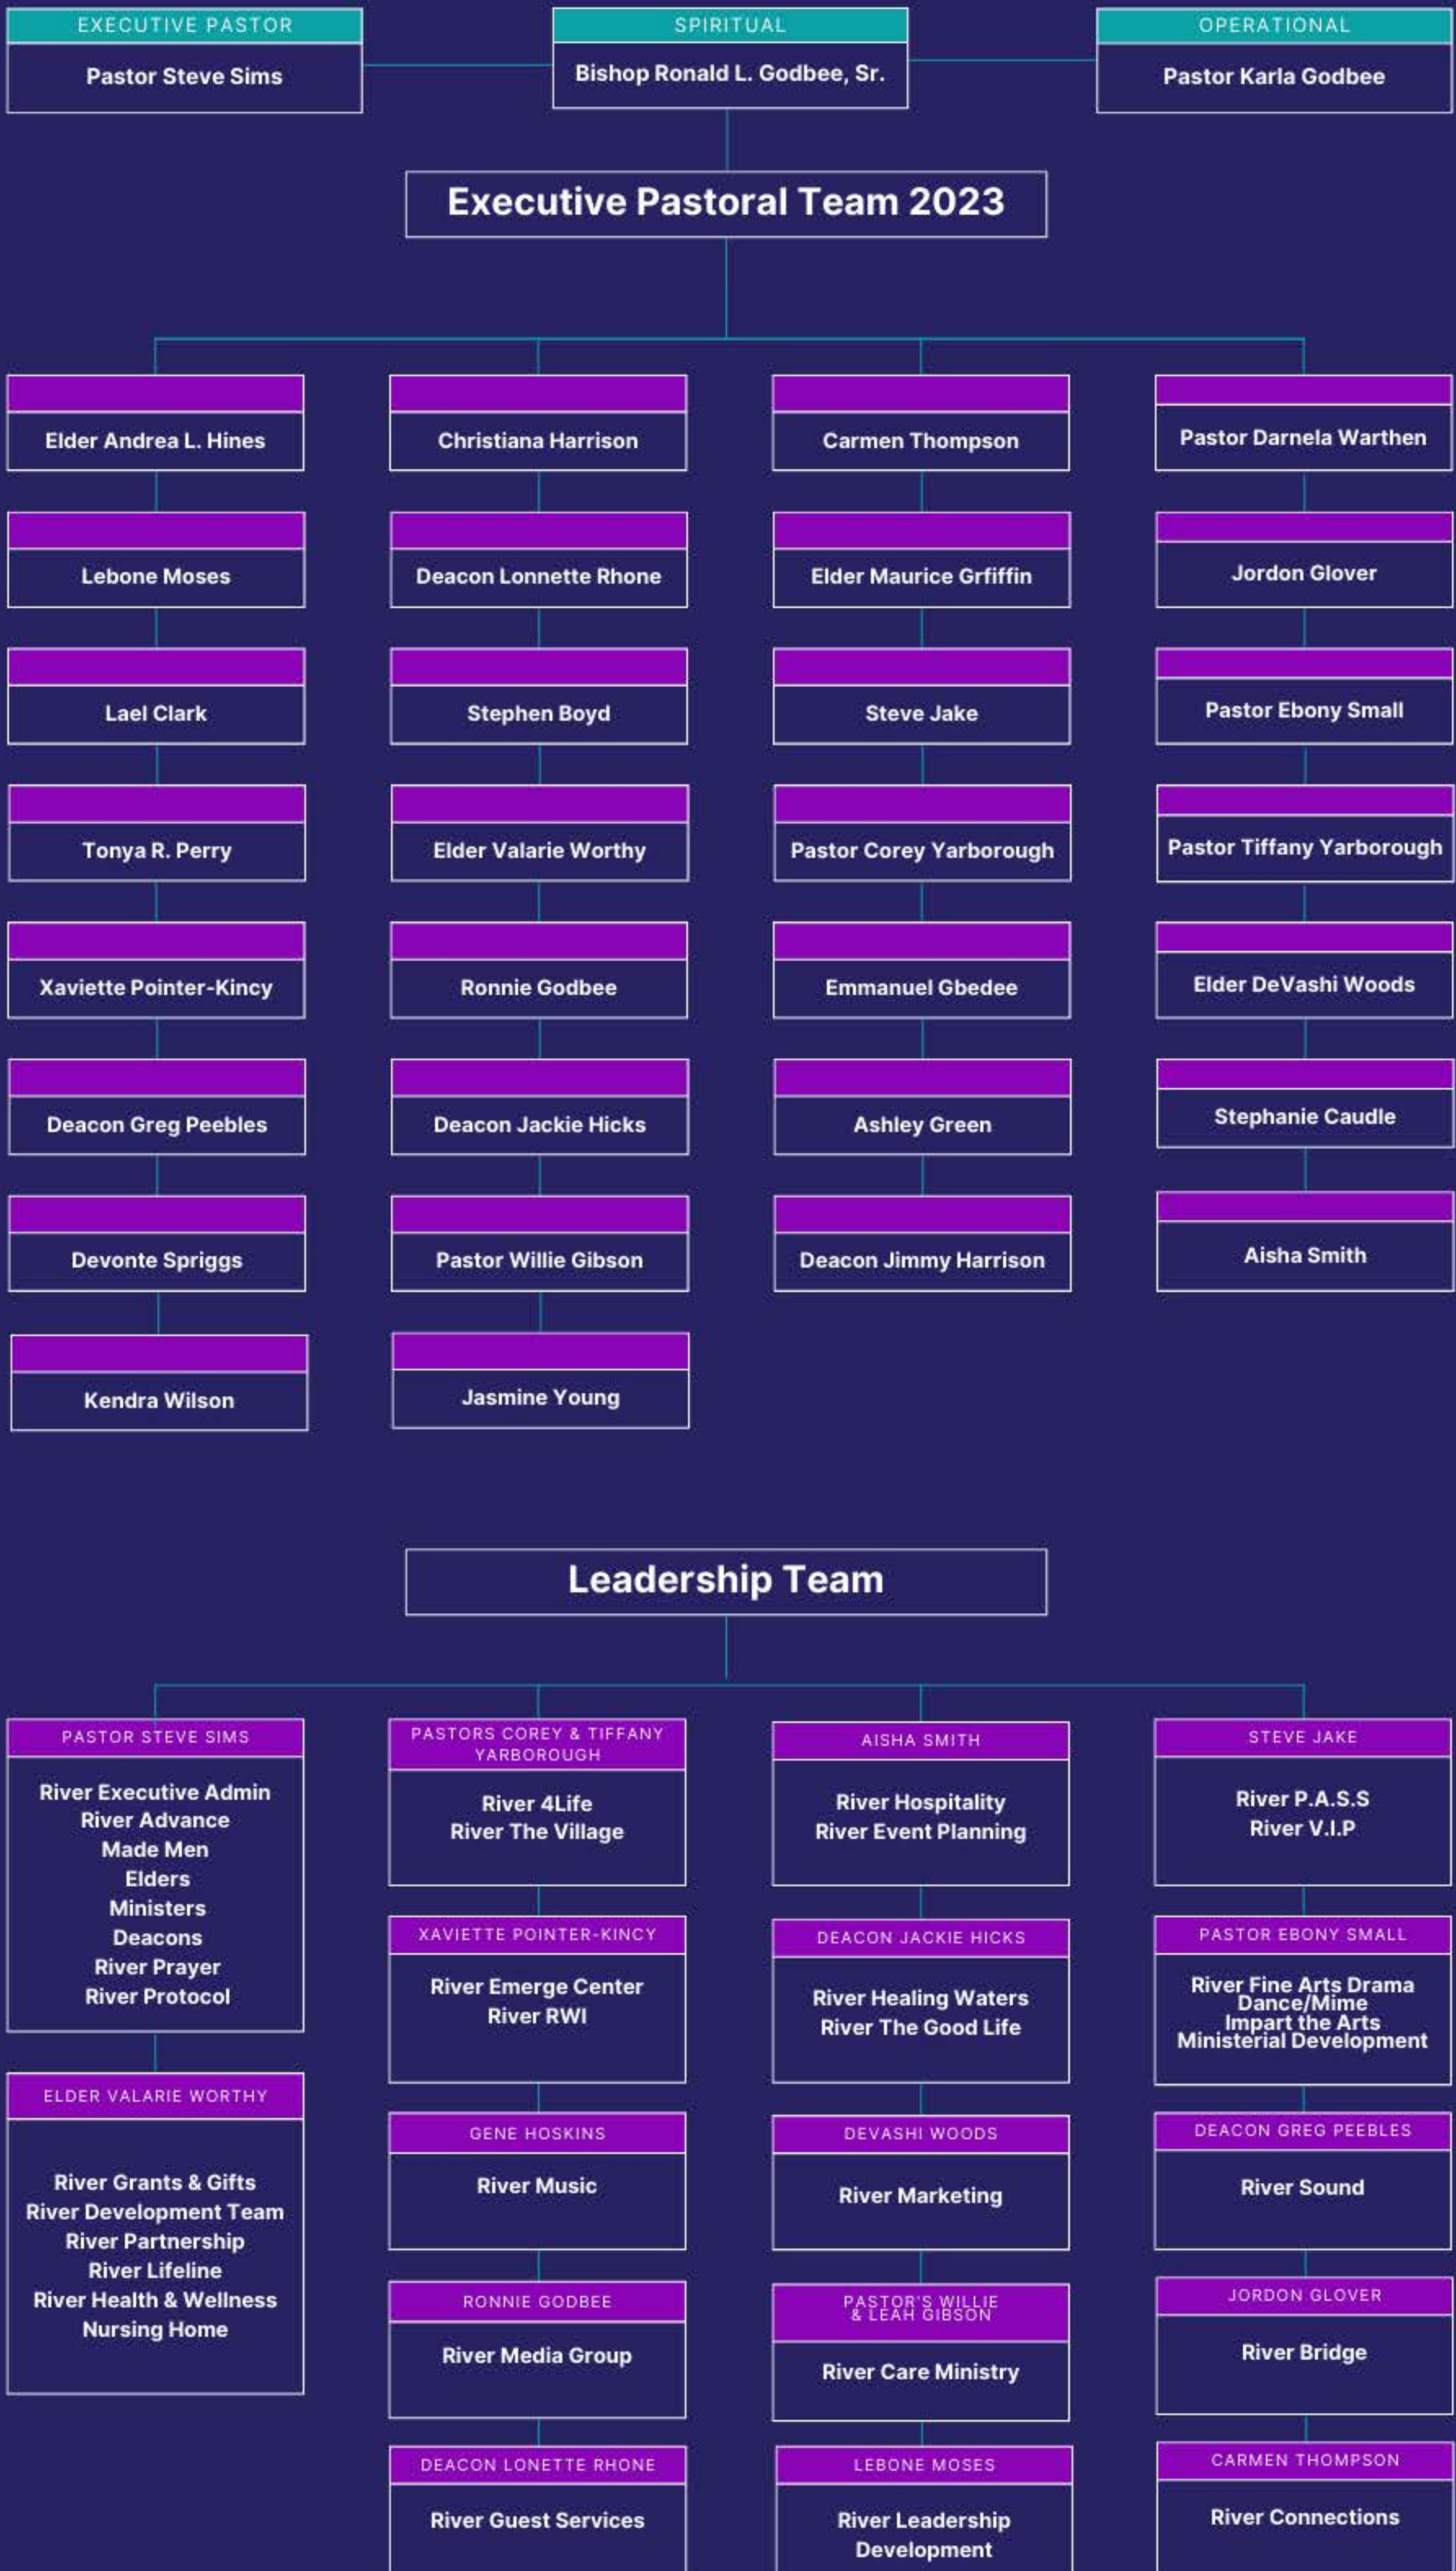 EXECUTIVE PASTOR
Pastor Steve Sims
SPIRITUAL
Bishop Ronald L. Godbee, Sr.
OPERATIONAL
Pastor Karla Godbee
Executive Pastoral Team 2023
Elder Andrea L. Hines
Lebone Moses
Lael Clark
Tonya R. Perry
Xaviette Pointer-Kincy
Deacon Greg Peebles
Devonte Spriggs
Kendra Wilson
Christiana Harrison
Deacon Lonnette Rhone
Stephen Boyd
Elder Valarie Worthy
Ronnie Godbee
Deacon Jackie Hicks
Pastor Willie Gibson
Jasmine Young
Carmen Thompson
Elder Maurice Grfiffin
Steve Jake
Pastor Corey Yarborough
Emmanuel Gbedee
Ashley Green
Deacon Jimmy Harrison
Pastor Darnela Warthen
Jordon Glover
Pastor Ebony Small
Pastor Tiffany Yarborough
Elder DeVashi Woods
Stephanie Caudle
Aisha Smith
Leadership Team
PASTOR STEVE SIMS
River Executive Admin
River Advance
Made Men
Elders
Ministers
Deacons
River Prayer
River Protocol
ELDER VALARIE WORTHY
River Grants & Gifts
River Development Team
River Partnership
River Lifeline
River Health & Wellness
Nursing Home
PASTORS COREY & TIFFANY
YARBOROUGH
River 4Life
River The Village
XAVIETTE POINTER-KINCY
River Emerge Center
River RWI
GENE HOSKINS
River Music
RONNIE GODBEE
River Media Group
DEACON LONETTE RHONE
River Guest Services
AISHA SMITH
River Hospitality
River Event Planning
DEACON JACKIE HICKS
River Healing Waters
River The Good Life
DEVASHI WOODS
River Marketing
PASTOR'S WILLIE
& LEAH GIBSON
River Care Ministry
LEBONE MOSES
River Leadership
Development
STEVE JAKE
River P.A.S.S
River V.I.P
PASTOR EBONY SMALL
River Fine Arts Drama
Dance/Mime
Impart the Arts
Ministerial Development
DEACON GREG PEEBLES
River Sound
JORDON GLOVER
River Bridge
CARMEN THOMPSON
River Connections